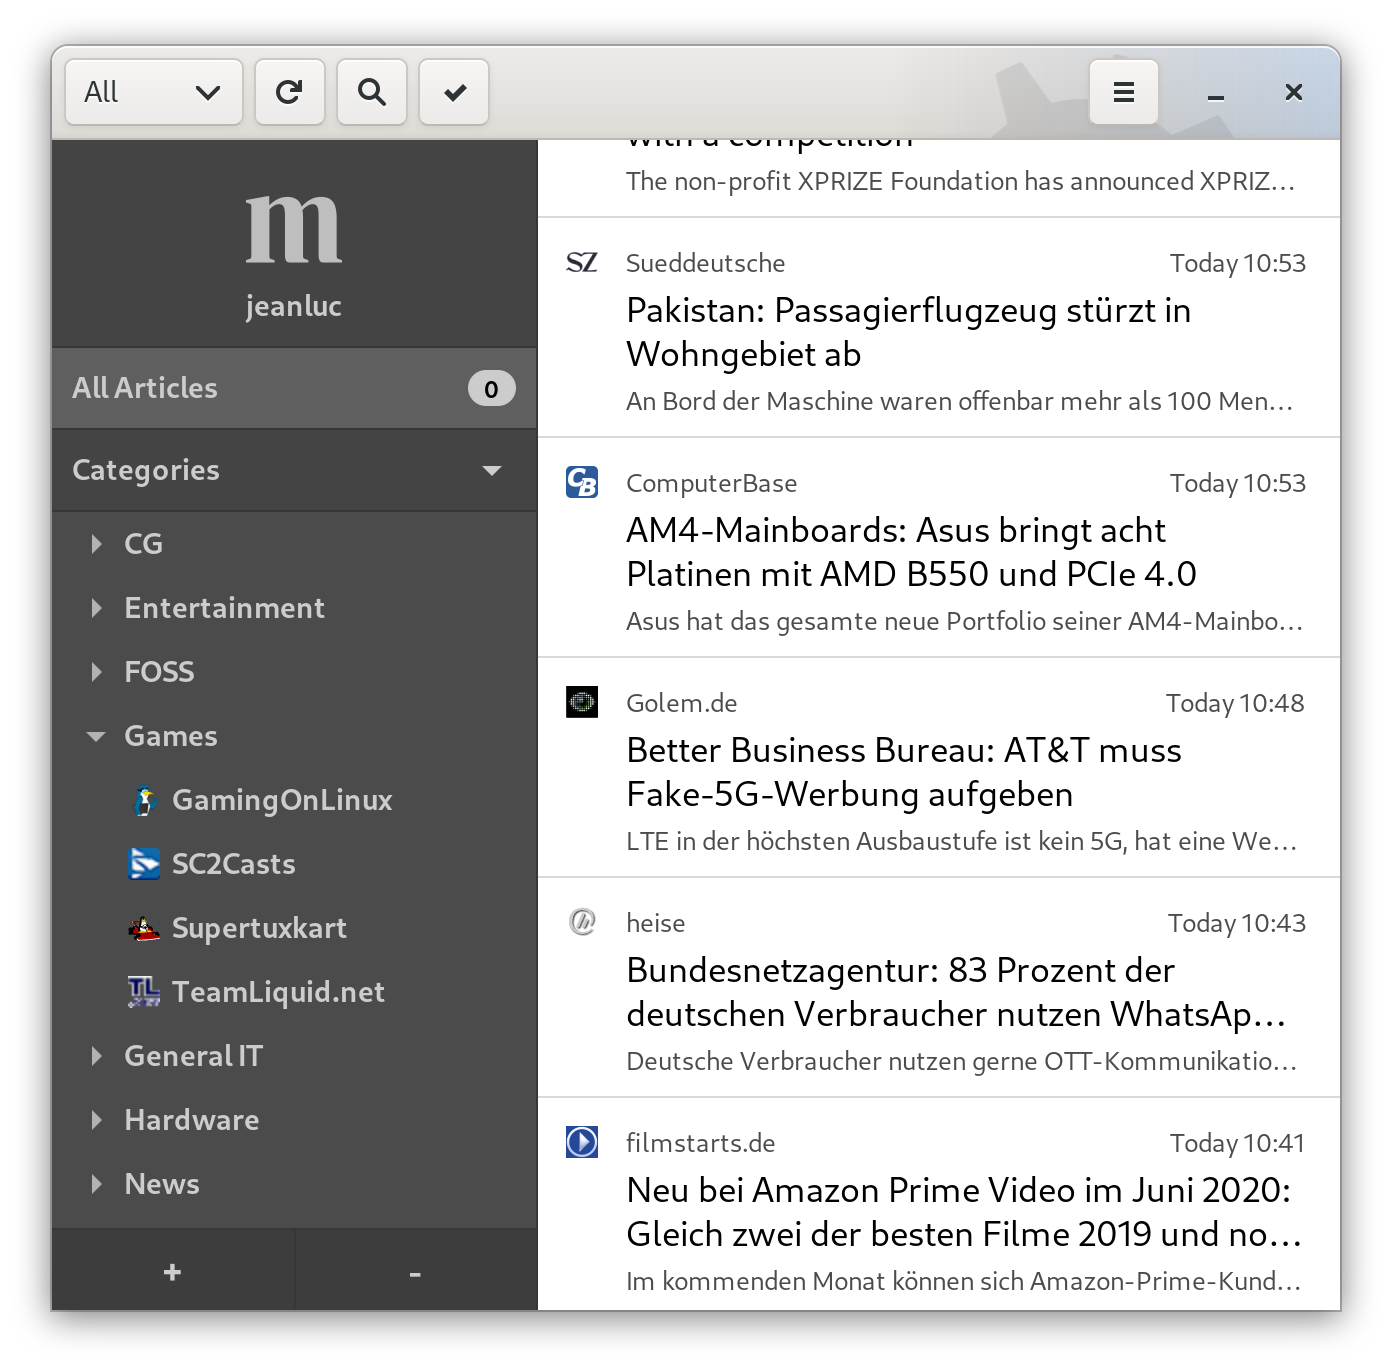 All
m
jeanluc
All Articles
0
Categories
CG
Entertainment
FOSS
Games
GamingOnLinux
SC2Casts
Supertuxkart
TL
TeamLiquid.net
General IT
Hardware
News
+
-
with a competition
The non-profit XPRIZE Foundation has announced XPRIZ…
SZ
Sueddeutsche
Today 10:53
Pakistan: Passagierflugzeug stürzt in
Wohngebiet ab
An Bord der Maschine waren offenbar mehr als 100 Men…
CB
ComputerBase
Today 10:53
AM4-Mainboards: Asus bringt acht
Platinen mit AMD B550 und PCIe 4.0
Asus hat das gesamte neue Portfolio seiner AM4-Mainbo…
Golem.de
Today 10:48
Better Business Bureau: AT&T muss
Fake-5G-Werbung aufgeben
LTE in der höchsten Ausbaustufe ist kein 5G, hat eine We…
heise
Today 10:43
Bundesnetzagentur: 83 Prozent der
deutschen Verbraucher nutzen WhatsAp…
Deutsche Verbraucher nutzen gerne OTT-Kommunikatio…
filmstarts.de
Today 10:41
Neu bei Amazon Prime Video im Juni 2020:
Gleich zwei der besten Filme 2019 und no…
Im kommenden Monat können sich Amazon-Prime-Kund…